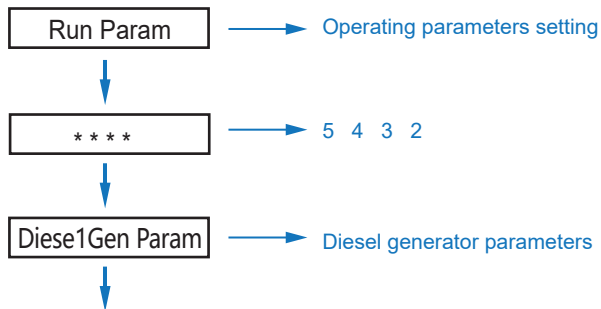 Run Param
Operating parameters setting
* * * *
5 4 3 2
Diese1Gen Param
Diesel generator parameters